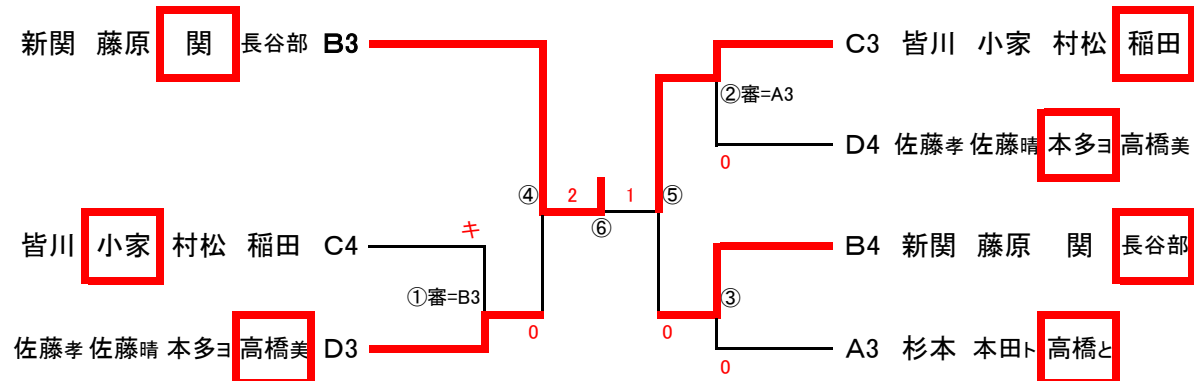 新関 藤原 関 長谷部 B3
C3 皆川 小家 村松 稲田
②審=A3
D4 佐藤孝 佐藤晴 本多ヨ 高橋美
0
④ 2 1 ⑤
⑥
キ
皆川 小家 村松 稲田 C4
B4 新関 藤原 関 長谷部
①審=B3
③
0 0
佐藤孝 佐藤晴 本多ヨ 高橋美 D3
A3 杉本 本田ト 高橋と
0